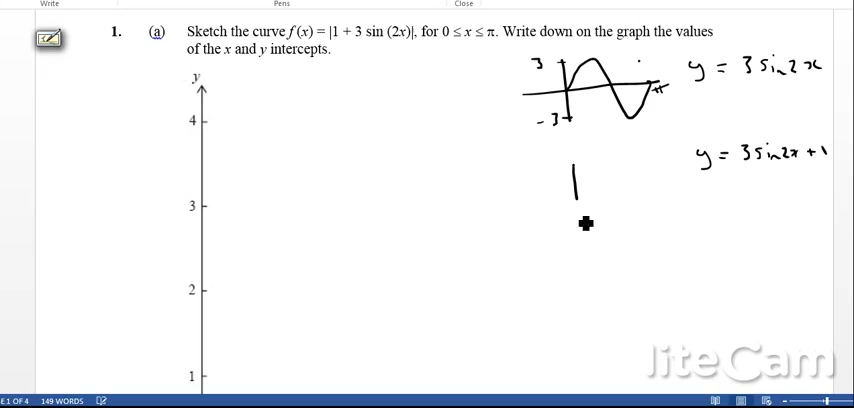 Write Pens Close
1. (a) Sketch the curve f (x) = |1 + 3 sin (2x)|, for 0 ≤ x ≤ π. Write down on the graph the values
of the x and y intercepts.
3
y = 3 sin 2x
π
-3
y = 3 sin 2x + 1
y
4
3
2
1
liteCam
E 1 OF 4 149 WORDS